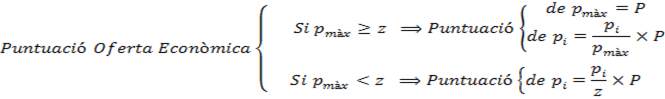 Puntuació Oferta Econòmica { Si p_màx ≥ z ⟹ Puntuació { de p_màx = P
de p_i = p_i / p_màx × P
Si p_màx < z ⟹ Puntuació { de p_i = p_i / z × P